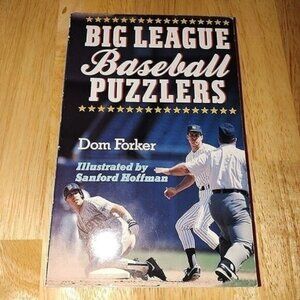 BIG LEAGUE
Baseball
PUZZLERS
Dom Forker
Illustrated by
Sanford Hoffman